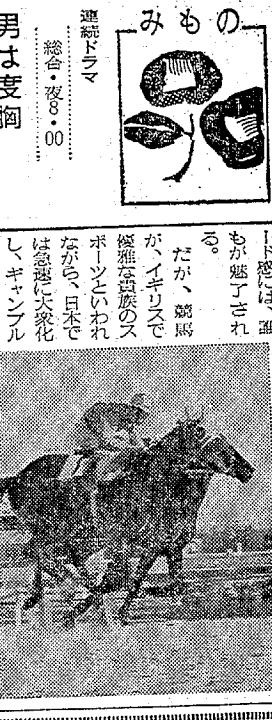 みもの
連続ドラマ
総合・夜8・00
男は度胸
ード感には、誰
もが魅了され
る。
だが、競馬
が、イギリスで
優雅な貴族のス
ポーツといわれ
ながら、日本で
は急速に大衆化
し、ギャンブル